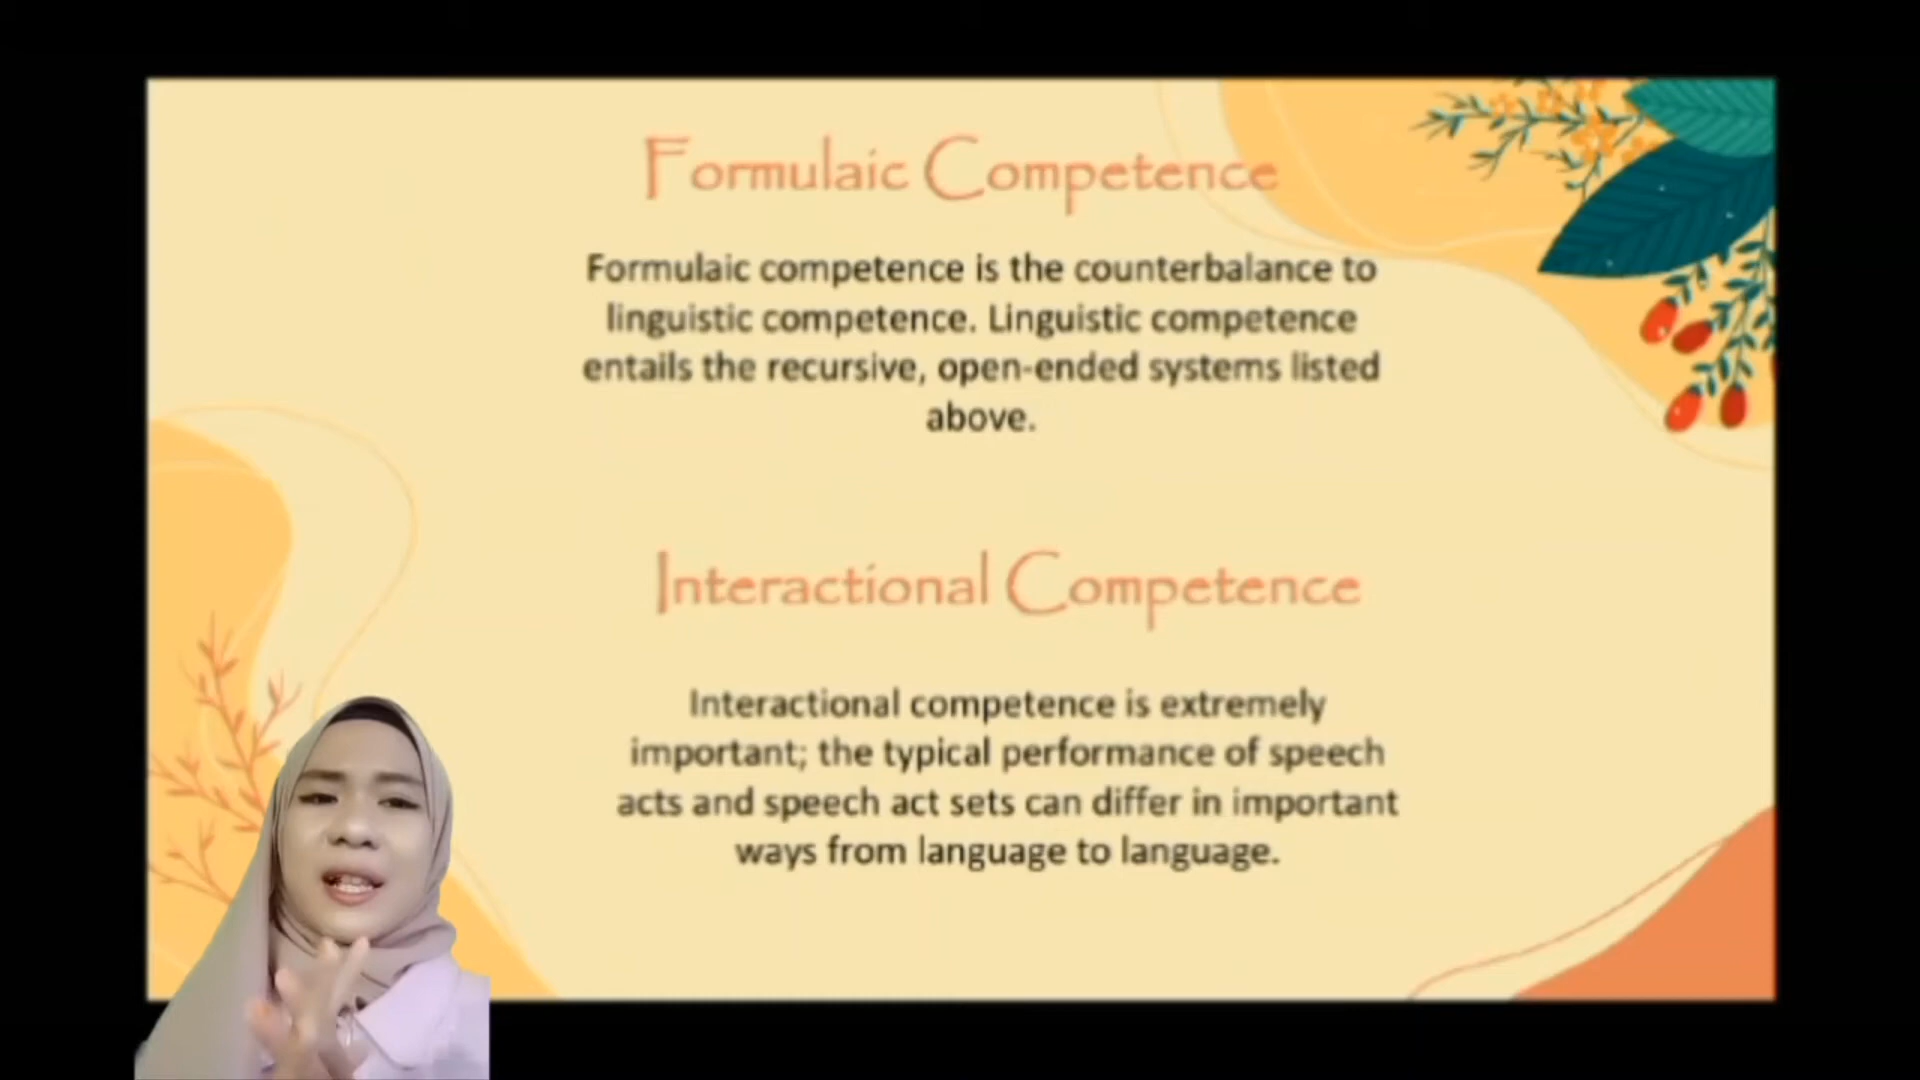 Formulaic Competence
Formulaic competence is the counterbalance to
linguistic competence. Linguistic competence
entails the recursive, open-ended systems listed
above.
Interactional Competence
Interactional competence is extremely
important; the typical performance of speech
acts and speech act sets can differ in important
ways from language to language.